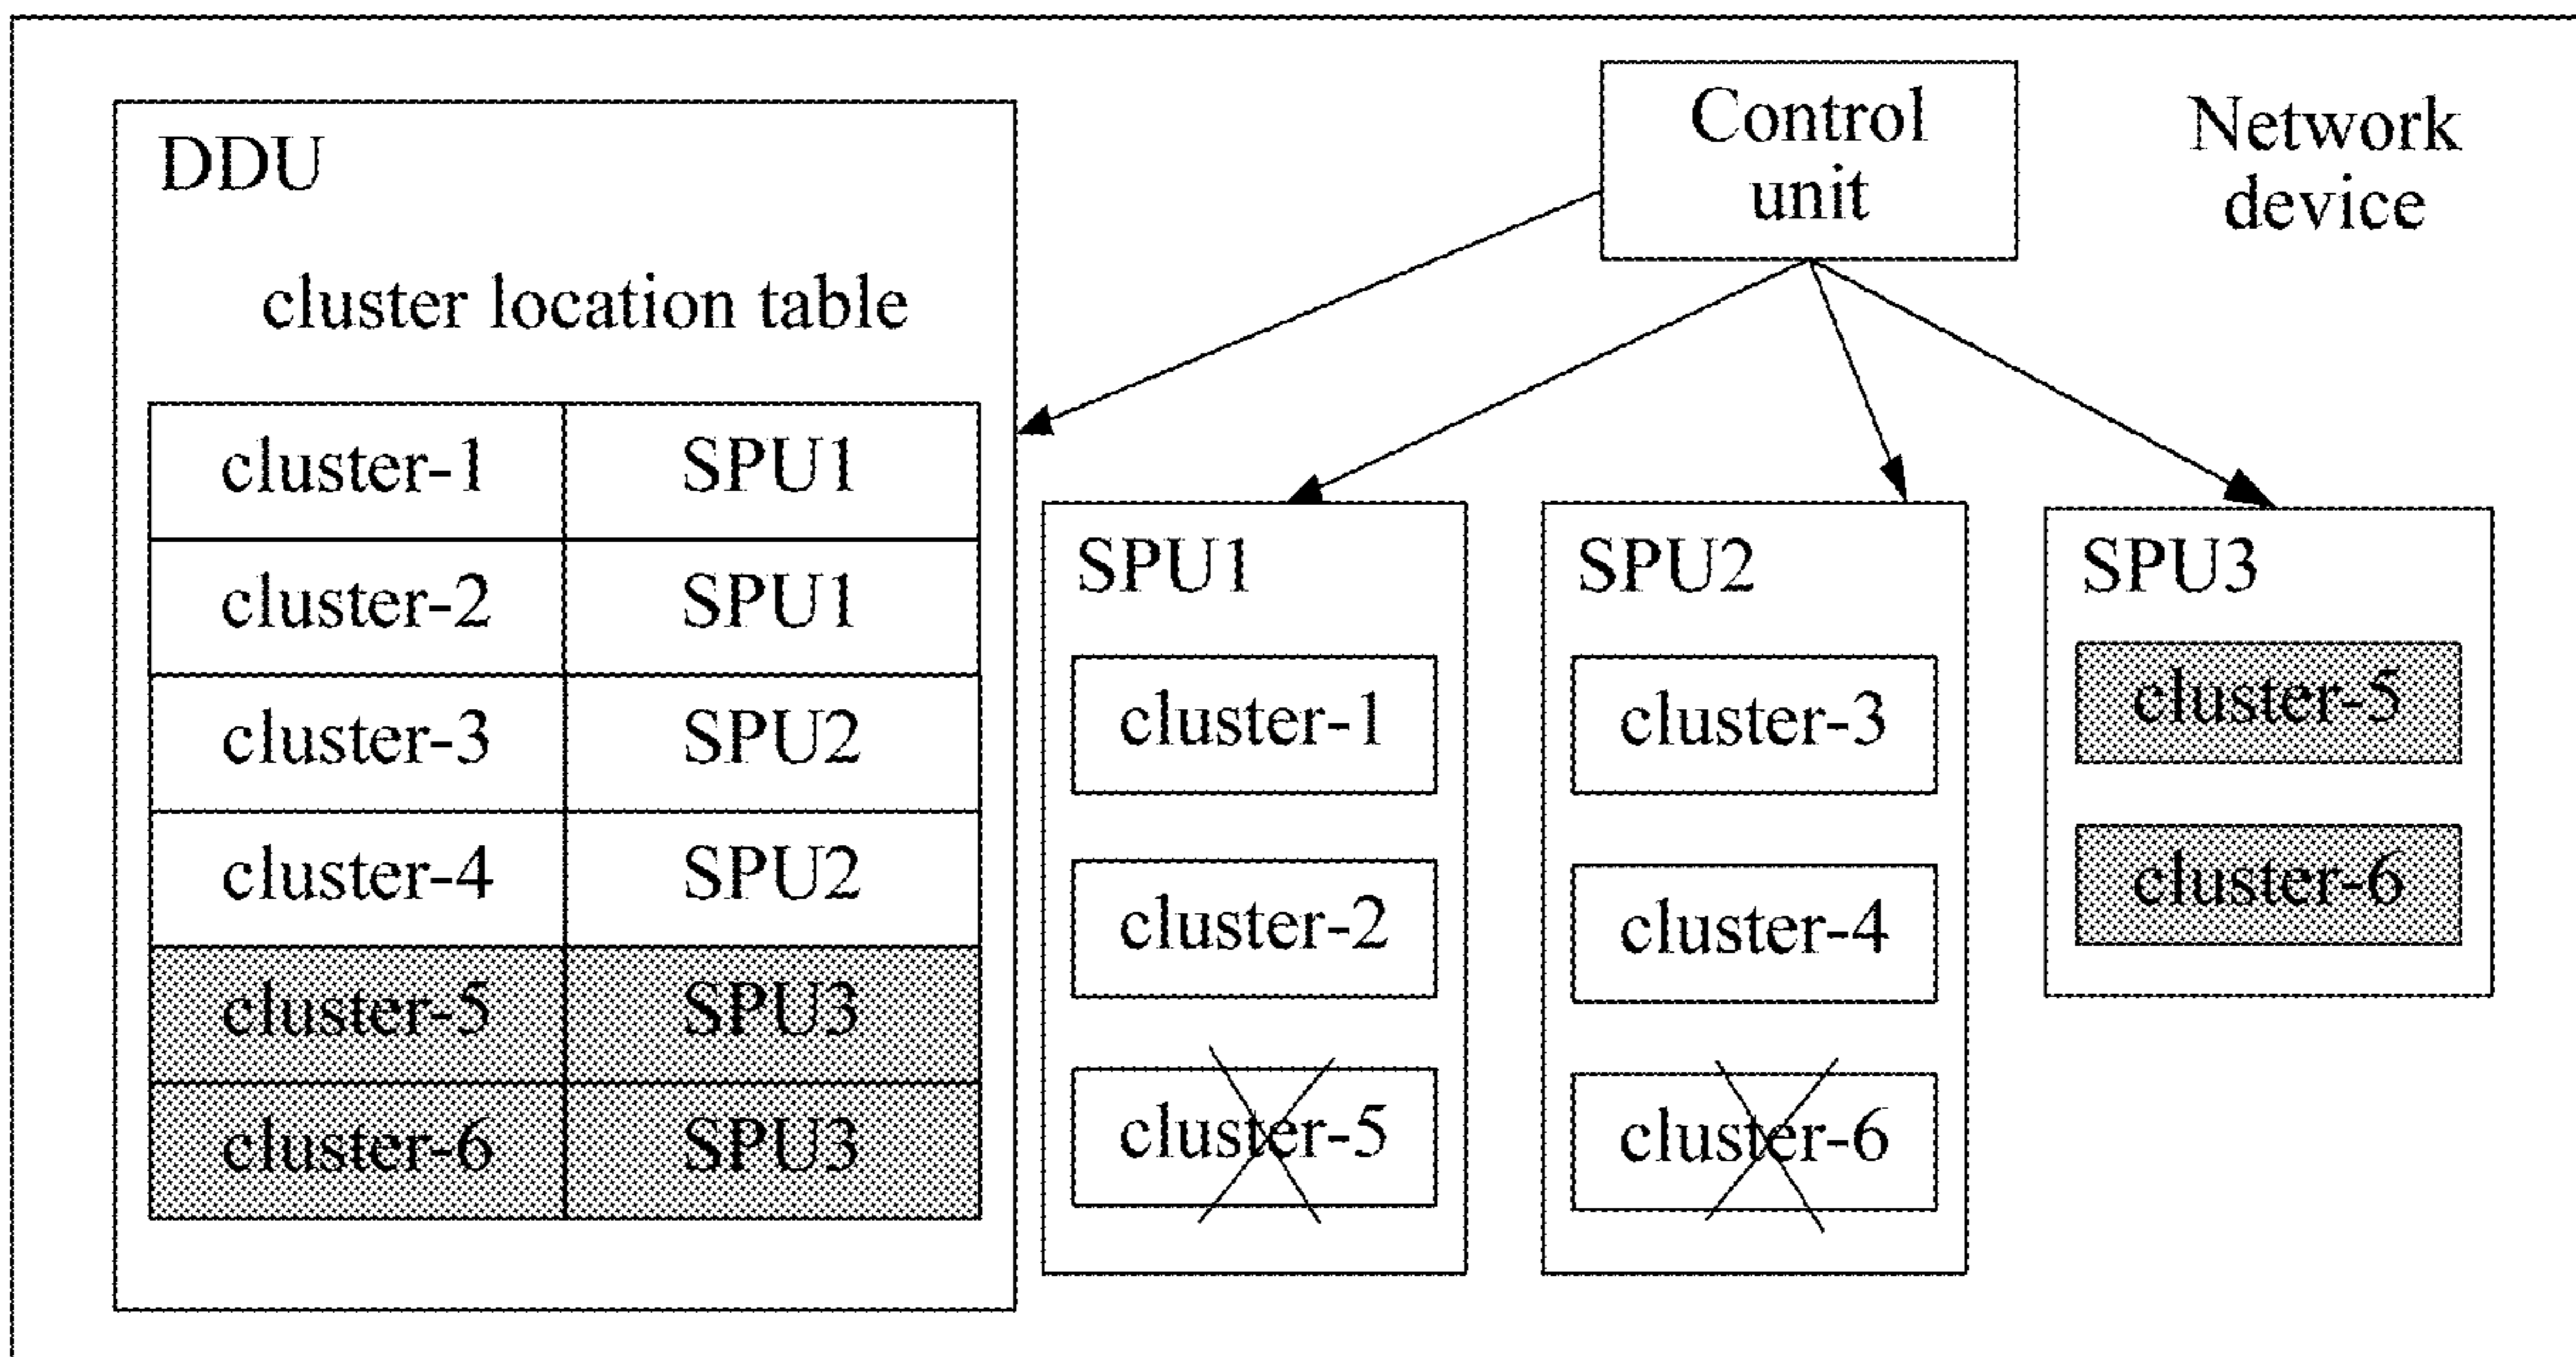 DDU
cluster location table
cluster-1 SPU1
cluster-2 SPU1
cluster-3 SPU2
cluster-4 SPU2
cluster-5 SPU3
cluster-6 SPU3
Control
unit
Network
device
SPU1
cluster-1
cluster-2
cluster-5
SPU2
cluster-3
cluster-4
cluster-6
SPU3
cluster-5
cluster-6